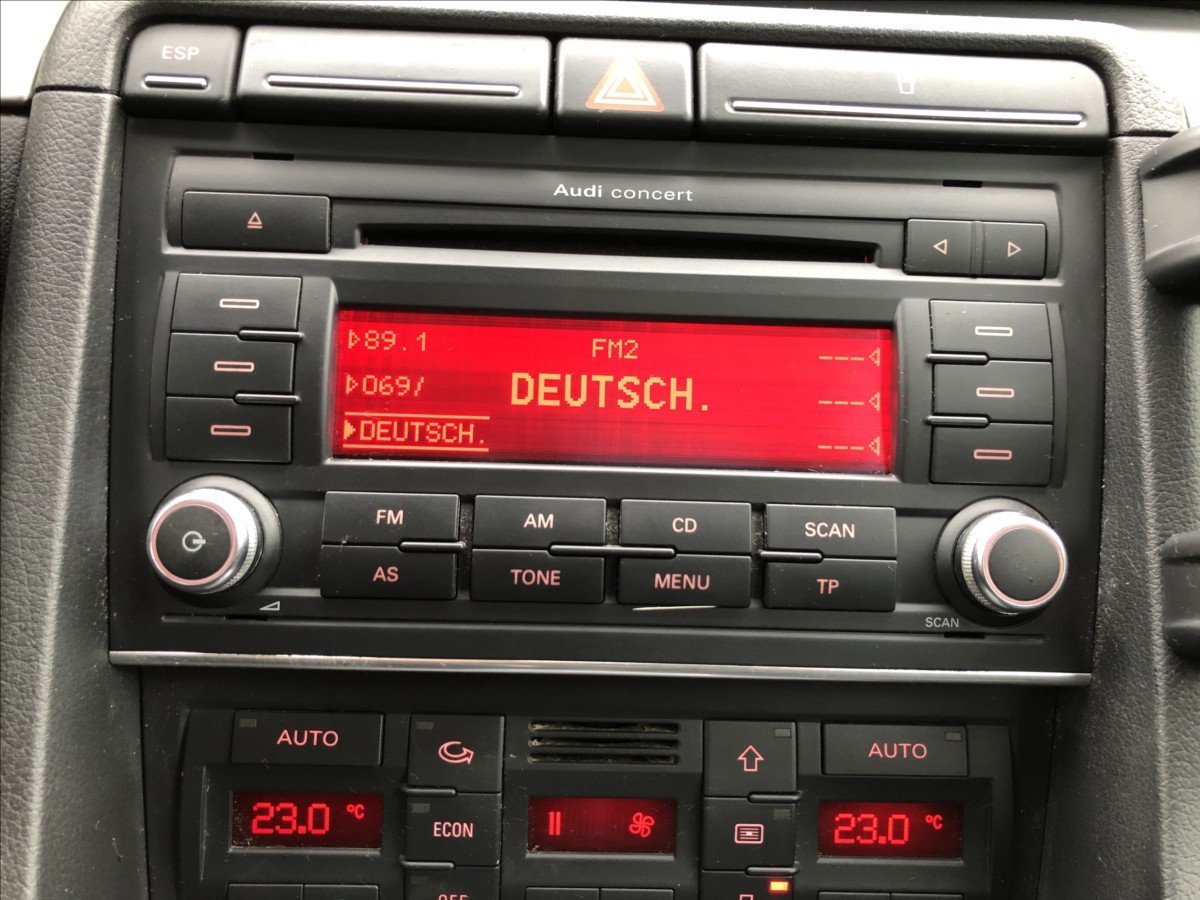 ESP
Audi concert
89.1
FM2
---
069/
DEUTSCH.
---
DEUTSCH.
---
FM
AM
CD
SCAN
AS
TONE
MENU
TP
SCAN
AUTO
AUTO
23.0 °C
ECON
23.0 °C
OFF